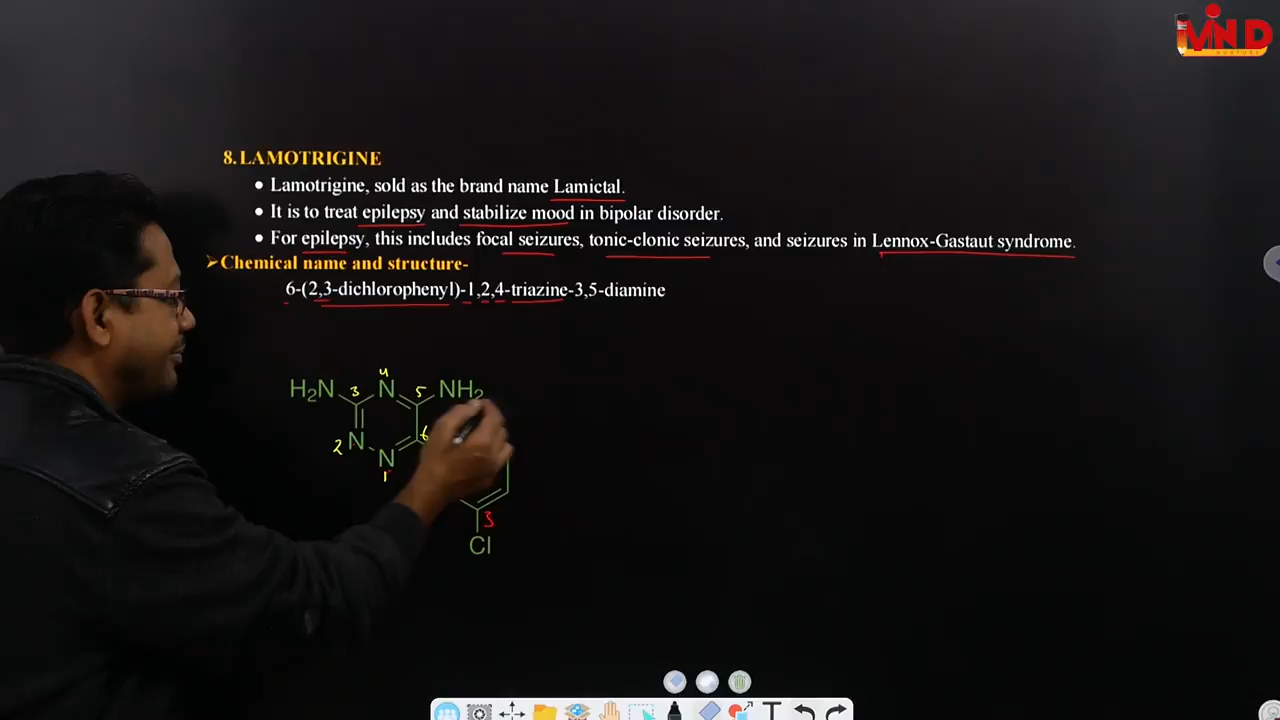 MIND
8. LAMOTRIGINE
• Lamotrigine, sold as the brand name Lamictal.
• It is to treat epilepsy and stabilize mood in bipolar disorder.
• For epilepsy, this includes focal seizures, tonic-clonic seizures, and seizures in Lennox-Gastaut syndrome.
➢Chemical name and structure-
6-(2,3-dichlorophenyl)-1,2,4-triazine-3,5-diamine
4
H₂N 3 N 5 NH₂
2 N 6
N
1
3
Cl
T